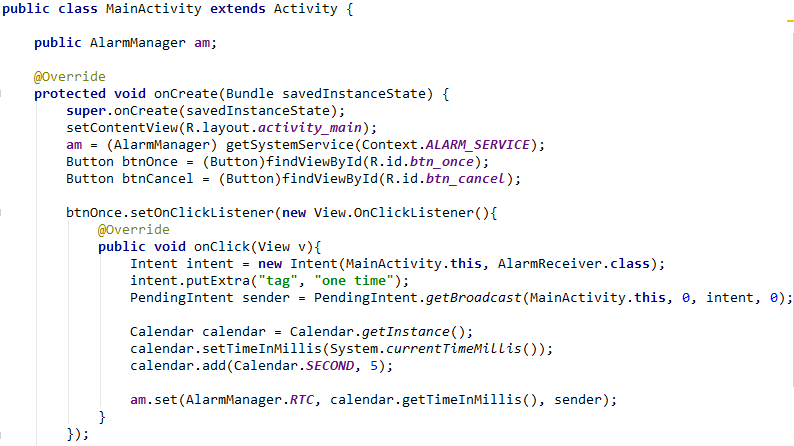 public class MainActivity extends Activity {
public AlarmManager am;
@Override
protected void onCreate(Bundle savedInstanceState) {
super.onCreate(savedInstanceState);
setContentView(R.layout.activity_main);
am = (AlarmManager) getSystemService(Context.ALARM_SERVICE);
Button btnOnce = (Button)findViewById(R.id.btn_once);
Button btnCancel = (Button)findViewById(R.id.btn_cancel);
btnOnce.setOnClickListener(new View.OnClickListener(){
@Override
public void onClick(View v){
Intent intent = new Intent(MainActivity.this, AlarmReceiver.class);
intent.putExtra("tag", "one time");
PendingIntent sender = PendingIntent.getBroadcast(MainActivity.this, 0, intent, 0);
Calendar calendar = Calendar.getInstance();
calendar.setTimeInMillis(System.currentTimeMillis());
calendar.add(Calendar.SECOND, 5);
am.set(AlarmManager.RTC, calendar.getTimeInMillis(), sender);
}
});